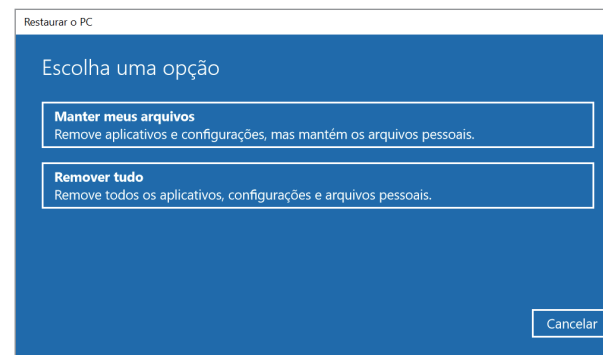 Restaurar o PC
Escolha uma opção
Manter meus arquivos
Remove aplicativos e configurações, mas mantém os arquivos pessoais.
Remover tudo
Remove todos os aplicativos, configurações e arquivos pessoais.
Cancelar